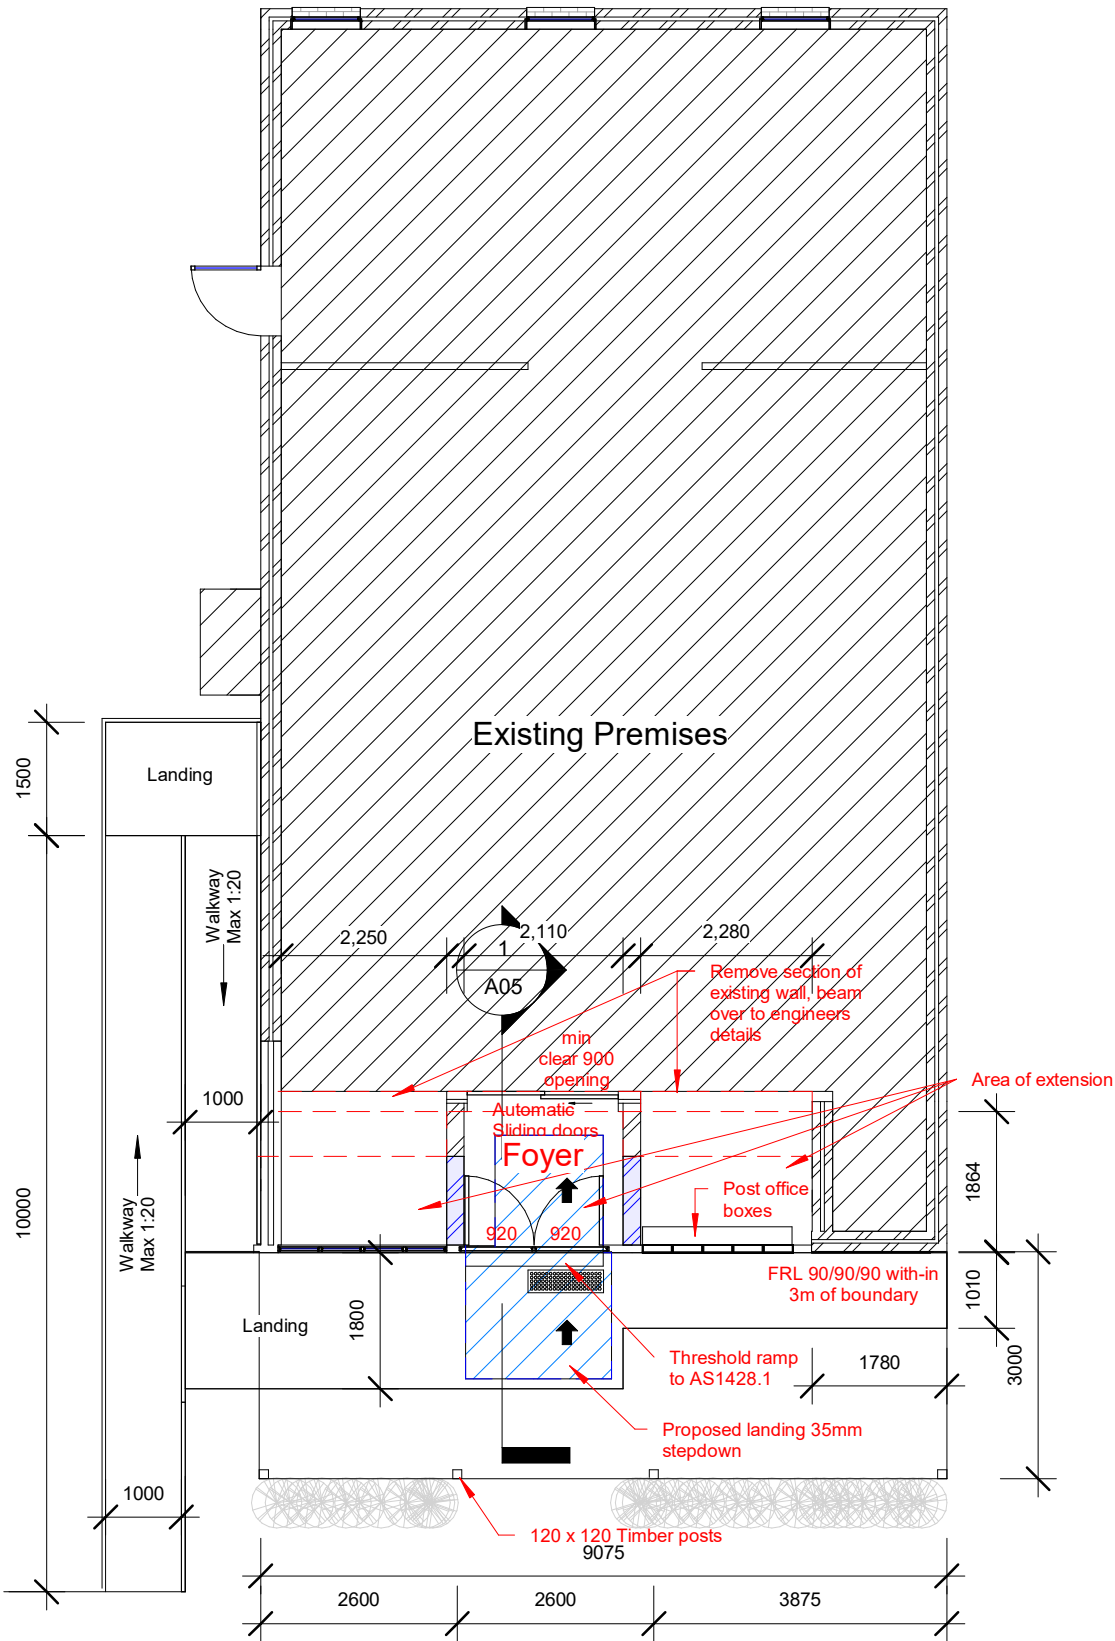 Existing Premises
1500
Landing
Walkway
Max 1:20
2,250
1
2,110
2,280
A05
Remove section of
existing wall, beam
over to engineers
details
min
clear 900
opening
Area of extension
1000
Automatic
Sliding doors
Foyer
1864
10000
Walkway
Max 1:20
Post office
boxes
920
920
FRL 90/90/90 with-in
3m of boundary
1010
Landing
1800
Threshold ramp
to AS1428.1
1780
3000
Proposed landing 35mm
stepdown
1000
120 x 120 Timber posts
9075
2600
2600
3875